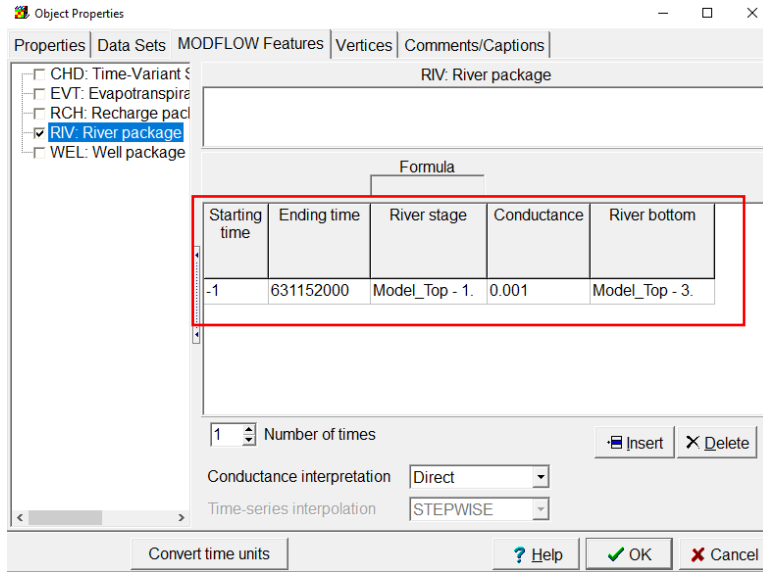 Object Properties
Properties Data Sets MODFLOW Features Vertices Comments/Captions
CHD: Time-Variant S
EVT: Evapotranspira
RCH: Recharge pack
RIV: River package
WEL: Well package
RIV: River package
Formula
Starting time Ending time River stage Conductance River bottom
-1 631152000 Model_Top - 1. 0.001 Model_Top - 3.
1 Number of times
Insert Delete
Conductance interpretation Direct
Time-series interpolation STEPWISE
Convert time units ? Help OK Cancel